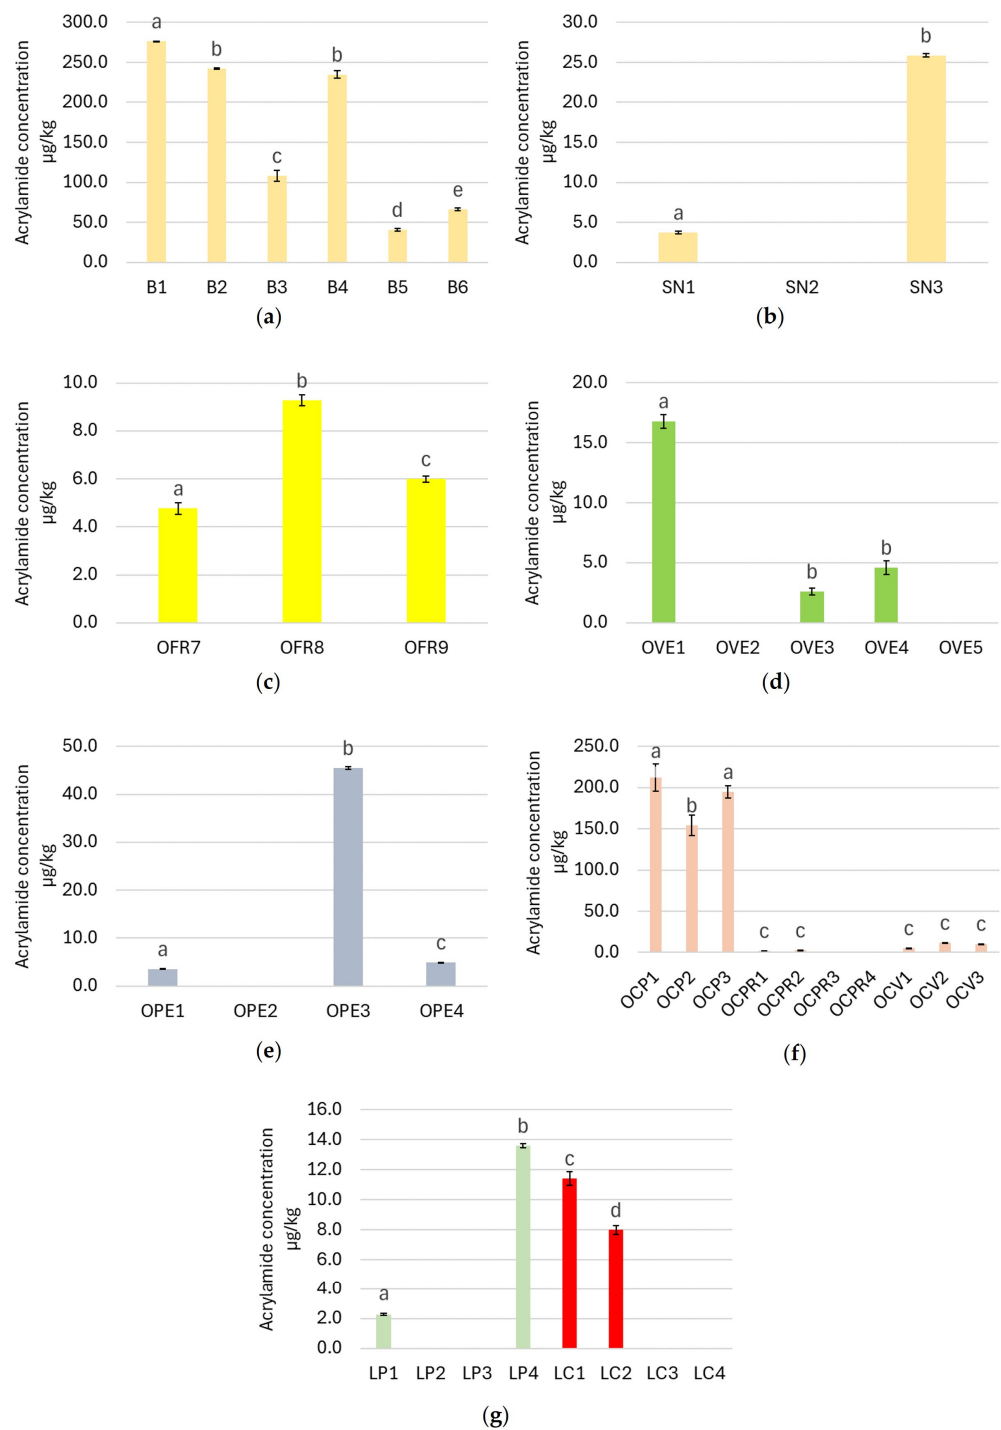 300.0
250.0
200.0
150.0
100.0
50.0
0.0
Acrylamide concentration
µg/kg
a
b
c
b
d
e
B1 B2 B3 B4 B5 B6
(a)
30.0
25.0
20.0
15.0
10.0
5.0
0.0
Acrylamide concentration
µg/kg
a
b
SN1 SN2 SN3
(b)
10.0
8.0
6.0
4.0
2.0
0.0
Acrylamide concentration
µg/kg
a
b
c
OFR7 OFR8 OFR9
(c)
20.0
15.0
10.0
5.0
0.0
Acrylamide concentration
µg/kg
a
b
b
OVE1 OVE2 OVE3 OVE4 OVE5
(d)
50.0
40.0
30.0
20.0
10.0
0.0
Acrylamide concentration
µg/kg
a
b
c
OPE1 OPE2 OPE3 OPE4
(e)
250.0
200.0
150.0
100.0
50.0
0.0
Acrylamide concentration
µg/kg
a
b
a
c
c
c
c
c
OCP1 OCP2 OCP3 OCPR1 OCPR2 OCPR3 OCPR4 OCV1 OCV2 OCV3
(f)
16.0
14.0
12.0
10.0
8.0
6.0
4.0
2.0
0.0
Acrylamide concentration
µg/kg
a
b
c
d
LP1 LP2 LP3 LP4 LC1 LC2 LC3 LC4
(g)